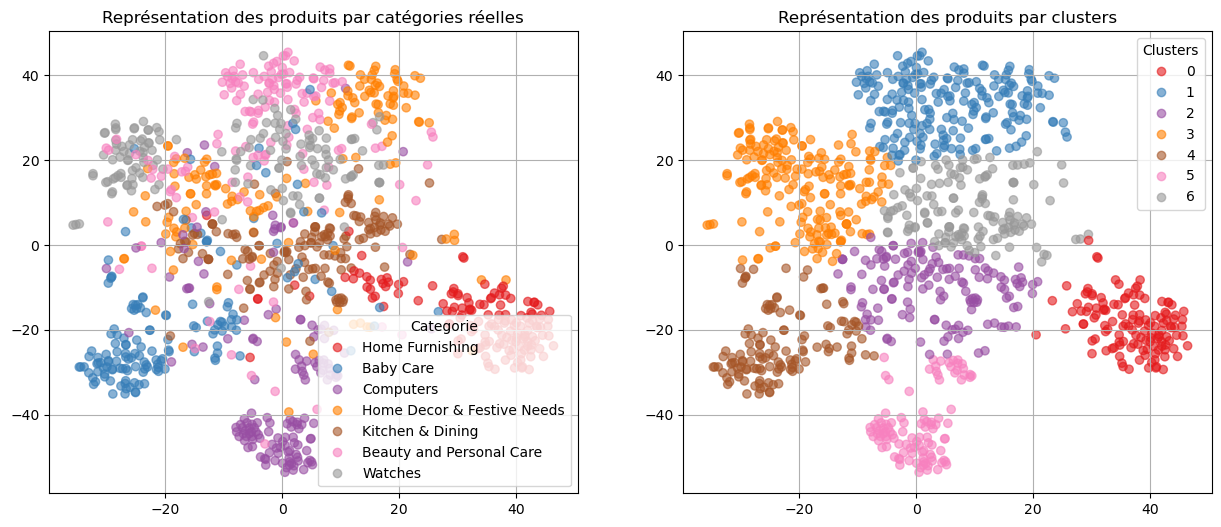 Représentation des produits par catégories réelles
40
20
0
−20
−40
−20
0
20
40
Categorie
Home Furnishing
Baby Care
Computers
Home Decor & Festive Needs
Kitchen & Dining
Beauty and Personal Care
Watches
Représentation des produits par clusters
40
20
0
−20
−40
−20
0
20
40
Clusters
0
1
2
3
4
5
6